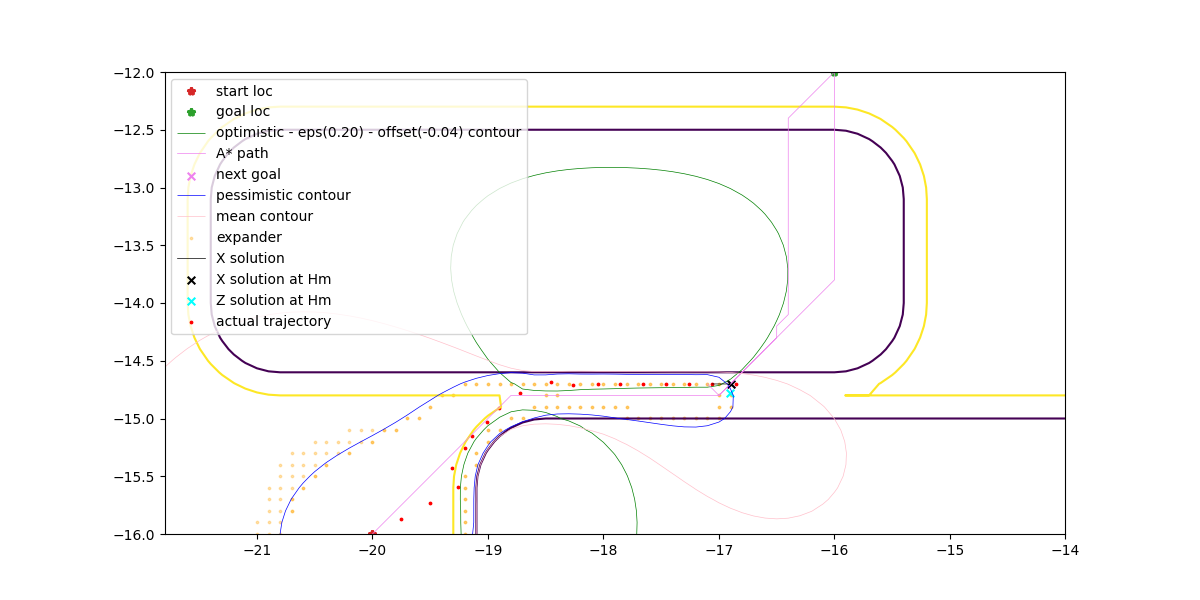 −12.0
−12.5
−13.0
−13.5
−14.0
−14.5
−15.0
−15.5
−16.0
start loc
goal loc
optimistic - eps(0.20) - offset(-0.04) contour
A* path
next goal
pessimistic contour
mean contour
expander
X solution
X solution at Hm
Z solution at Hm
actual trajectory
−21 −20 −19 −18 −17 −16 −15 −14